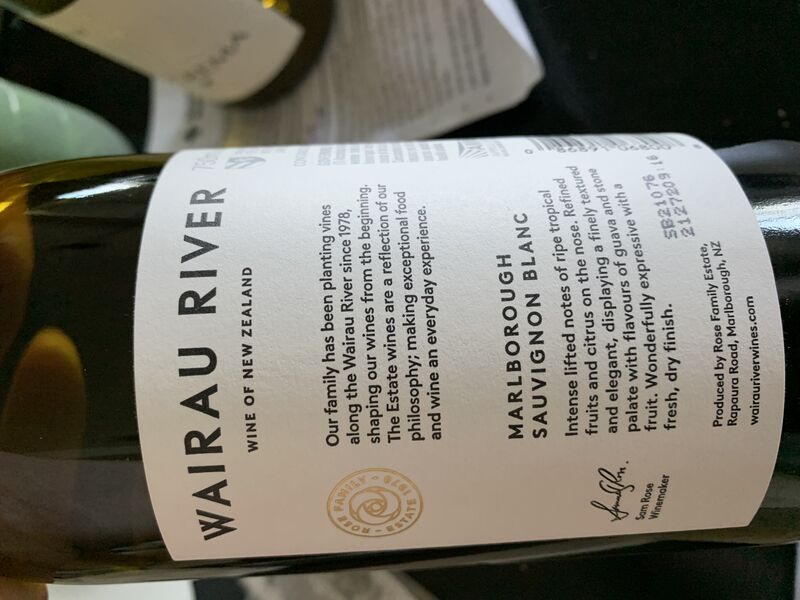 WAIRAU RIVER
WINE OF NEW ZEALAND
ROSE FAMILY
ESTATE 1978
Our family has been planting vines
along the Wairau River since 1978,
shaping our wines from the beginning.
The Estate wines are a reflection of our
philosophy; making exceptional food
and wine an everyday experience.
MARLBOROUGH
SAUVIGNON BLANC
Intense lifted notes of ripe tropical
fruits and citrus on the nose. Refined
and elegant, displaying a finely textured
palate with flavours of guava and stone
fruit. Wonderfully expressive with a
fresh, dry finish.
Sam Rose
Winemaker
SB21076
2127209:16
Produced by Rose Family Estate,
Rapaura Road, Marlborough, NZ
wairauriverwines.com